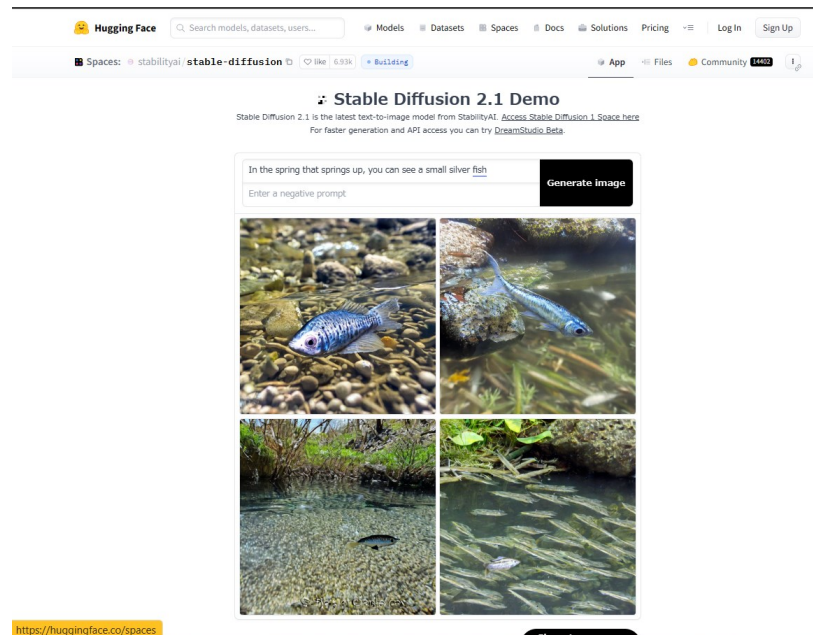 Hugging Face Search models, datasets, users... Models Datasets Spaces Docs Solutions Pricing Log In Sign Up
Spaces: stabilityai/stable-diffusion like 6.93k Building App Files Community 14402
Stable Diffusion 2.1 Demo
Stable Diffusion 2.1 is the latest text-to-image model from StabilityAI. Access Stable Diffusion 1 Space here
For faster generation and API access you can try DreamStudio Beta.
In the spring that springs up, you can see a small silver fish
Generate image
Enter a negative prompt
https://huggingface.co/spaces